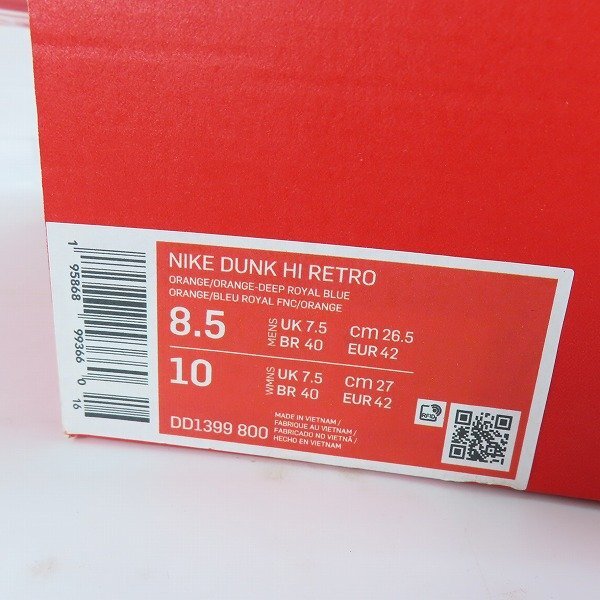 NIKE DUNK HI RETRO
ORANGE/ORANGE-DEEP ROYAL BLUE
ORANGE/BLEU ROYAL FNC/ORANGE
8.5 MENS UK 7.5 cm 26.5
BR 40 EUR 42
10 WMNS UK 7.5 cm 27
BR 40 EUR 42
DD1399 800
MADE IN VIETNAM/
FABRIQUE AU VIETNAM/
FABRICADO NO VIETNÃ/
HECHO EN VIETNAM
RFID
1 95868 99366 0 16